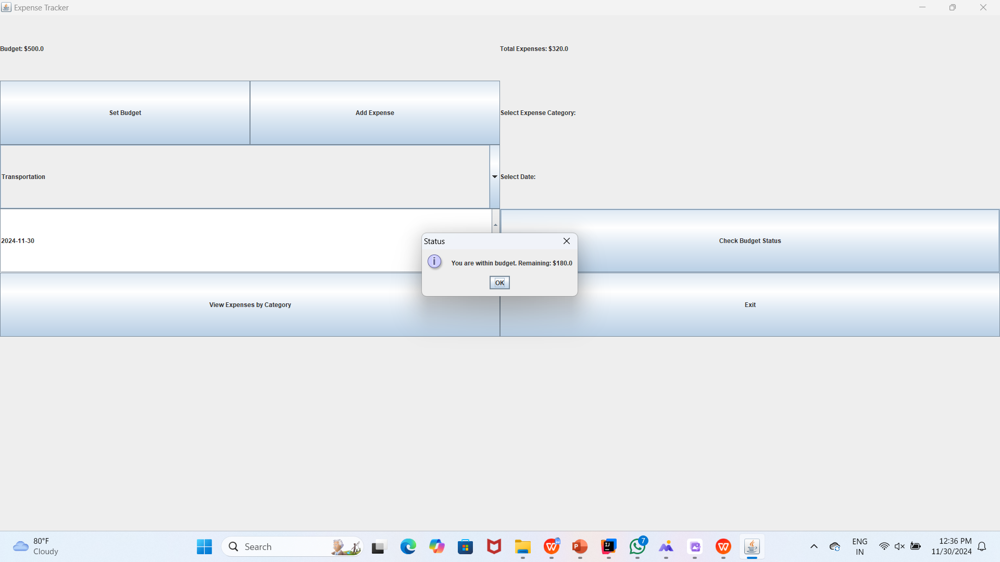 Expense Tracker
Budget: $500.0
Total Expenses: $320.0
Set Budget
Add Expense
Select Expense Category:
Transportation
Select Date:
2024-11-30
Check Budget Status
Status
You are within budget. Remaining: $180.0
OK
View Expenses by Category
Exit
80°F
Cloudy
Search
7
ENG
IN
12:36 PM
11/30/2024